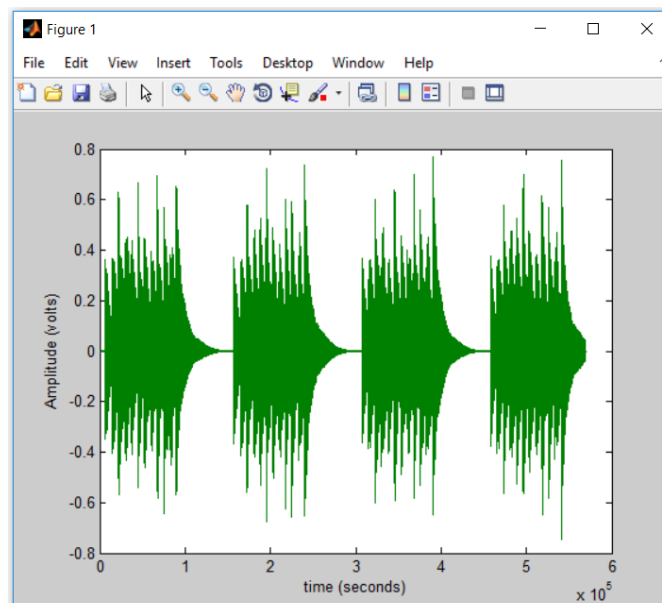 Figure 1
File Edit View Insert Tools Desktop Window Help
0.8
0.6
0.4
0.2
0
-0.2
-0.4
-0.6
-0.8
Amplitude (volts)
0 1 2 3 4 5 6
time (seconds)
x 10^5